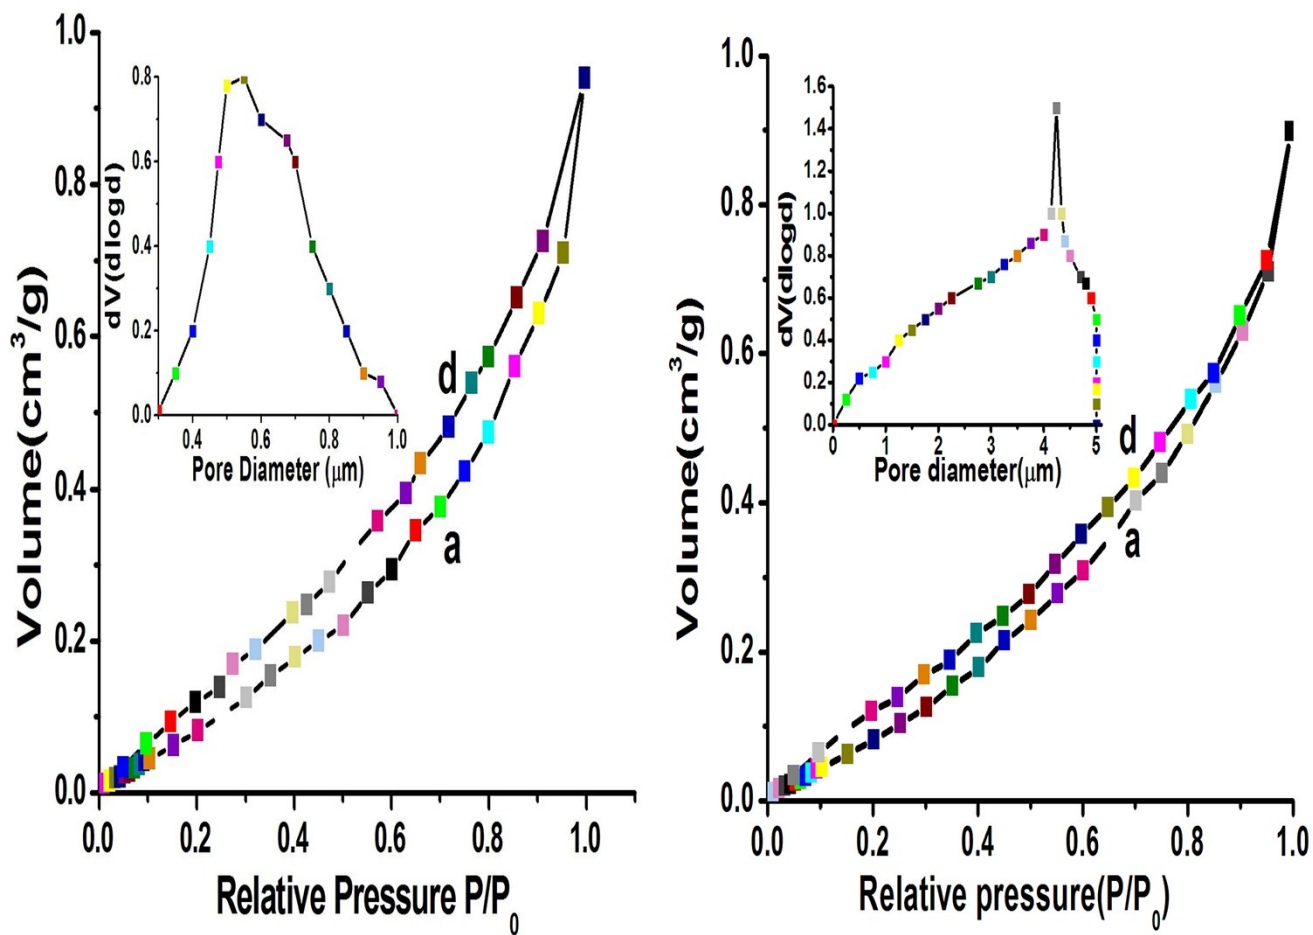 1.0
0.8
0.6
0.4
0.2
0.0
Volume(cm³/g)
0.0 0.2 0.4 0.6 0.8 1.0
Relative Pressure P/P₀
d
a
0.8
0.6
0.4
0.2
0.0
dV(dlogd)
0.4 0.6 0.8 1.0
Pore Diameter (μm)
1.0
0.8
0.6
0.4
0.2
0.0
Volume(cm³/g)
0.0 0.2 0.4 0.6 0.8 1.0
Relative pressure(P/P₀)
d
a
1.6
1.4
1.2
1.0
0.8
0.6
0.4
0.2
0.0
dV(dlogd)
0 1 2 3 4 5
Pore diameter(μm)